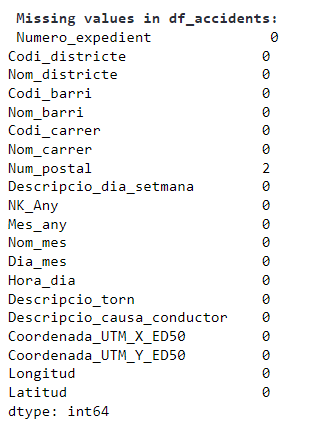 Missing values in df_accidents:
Numero_expedient 0
Codi_districte 0
Nom_districte 0
Codi_barri 0
Nom_barri 0
Codi_carrer 0
Nom_carrer 0
Num_postal 2
Descripcio_dia_setmana 0
NK_Any 0
Mes_any 0
Nom_mes 0
Dia_mes 0
Hora_dia 0
Descripcio_torn 0
Descripcio_causa_conductor 0
Coordenada_UTM_X_ED50 0
Coordenada_UTM_Y_ED50 0
Longitud 0
Latitud 0
dtype: int64